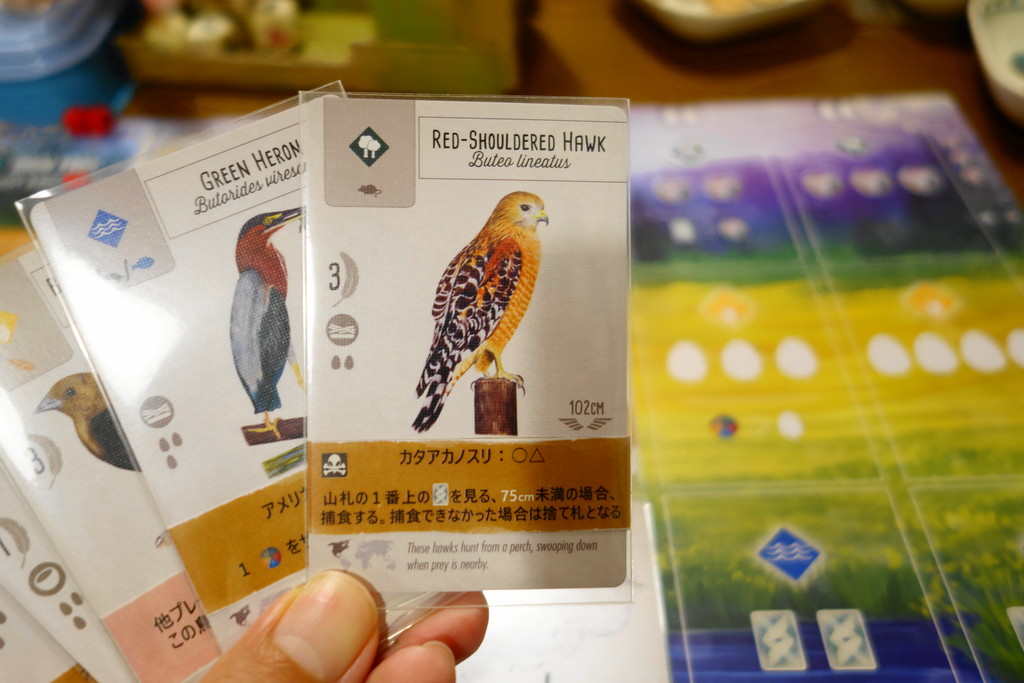 RED-SHOULDERED HAWK
Buteo lineatus
3
102CM
カタアカノスリ：○△
山札の1番上の を見る、75cm未満の場合、
捕食する。捕食できなかった場合は捨て札となる
These hawks hunt from a perch, swooping down
when prey is nearby.
GREEN HERON
Butorides
アメリ
1 を
3
他プレ
この
0